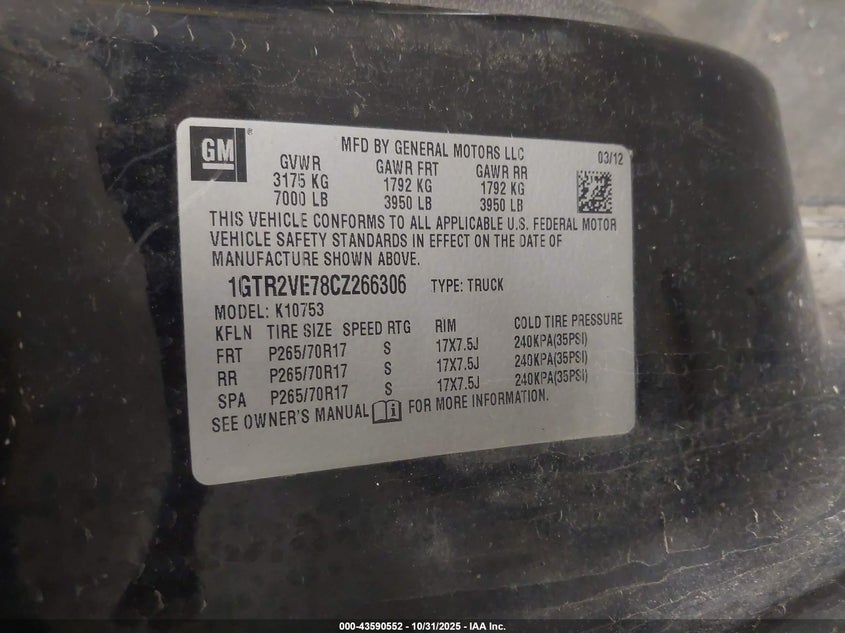 GM
MFD BY GENERAL MOTORS LLC 03/12
GVWR GAWR FRT GAWR RR
3175 KG 1792 KG 1792 KG
7000 LB 3950 LB 3950 LB
THIS VEHICLE CONFORMS TO ALL APPLICABLE U.S. FEDERAL MOTOR
VEHICLE SAFETY STANDARDS IN EFFECT ON THE DATE OF
MANUFACTURE SHOWN ABOVE.
1GTR2VE78CZ266306 TYPE: TRUCK
MODEL: K10753
KFLN TIRE SIZE SPEED RTG RIM COLD TIRE PRESSURE
FRT P265/70R17 S 17X7.5J 240KPA(35PSI)
RR P265/70R17 S 17X7.5J 240KPA(35PSI)
SPA P265/70R17 S 17X7.5J 240KPA(35PSI)
SEE OWNER'S MANUAL FOR MORE INFORMATION.
000-43590552 - 10/31/2025 - IAA Inc.